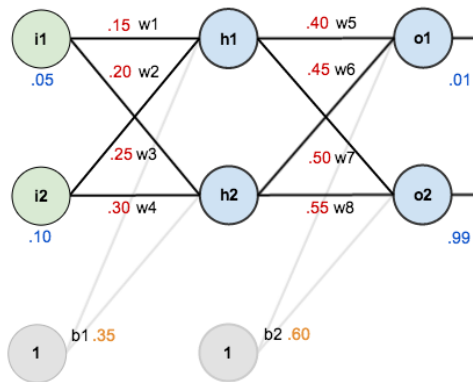 i1 .15 w1 h1 .40 w5 o1
.05 .20 w2 .45 w6 .01
.25 w3 .50 w7
i2 .30 w4 h2 .55 w8 o2
.10 .99
b1 .35 b2 .60
1 1